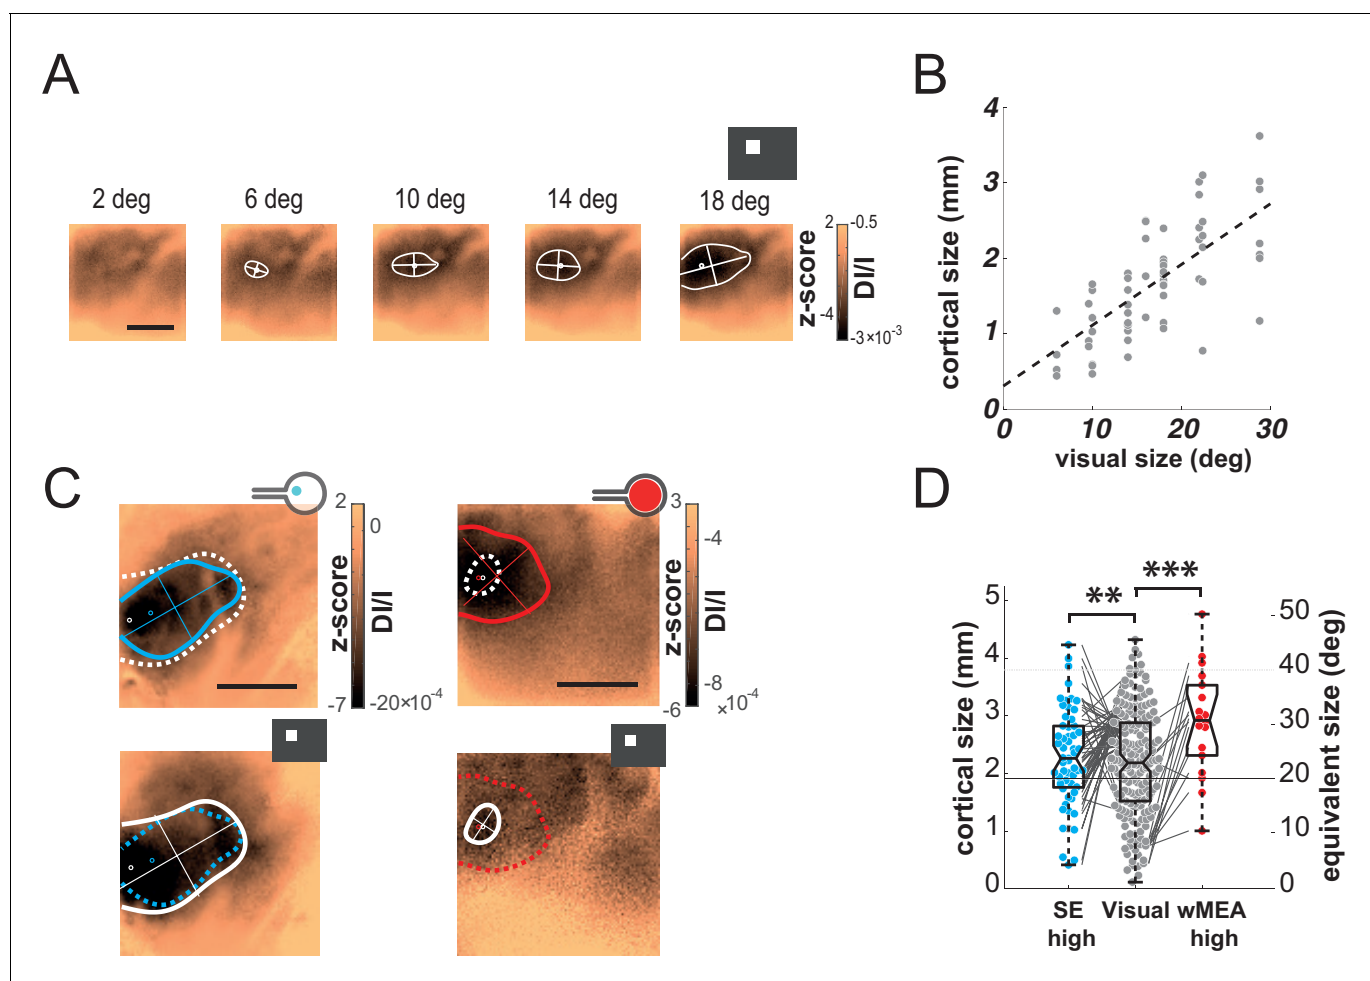 A
2 deg 6 deg 10 deg 14 deg 18 deg
2 -0.5
z-score
DI/I
-4
-3×10-3
B
4
3
2
1
0
cortical size (mm)
0 10 20 30
visual size (deg)
C
2 0
z-score
DI/I
-7 -20×10-4
3
-4
z-score
DI/I
-8
-6 ×10-4
D
** ***
5
4
3
2
1
0
cortical size (mm)
50
40
30
20
10
0
equivalent size (deg)
SE Visual wMEA
high high